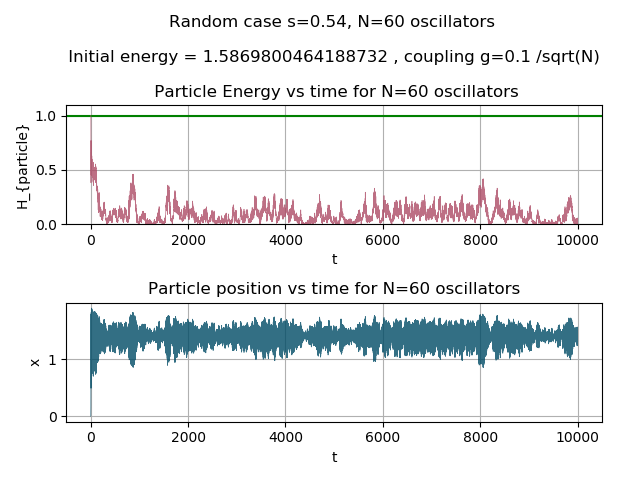 Random case s=0.54, N=60 oscillators
Initial energy = 1.5869800464188732 , coupling g=0.1 /sqrt(N)
Particle Energy vs time for N=60 oscillators
H_{particle}
1.0
0.5
0.0
0 2000 4000 6000 8000 10000
t
Particle position vs time for N=60 oscillators
x
1
0
0 2000 4000 6000 8000 10000
t